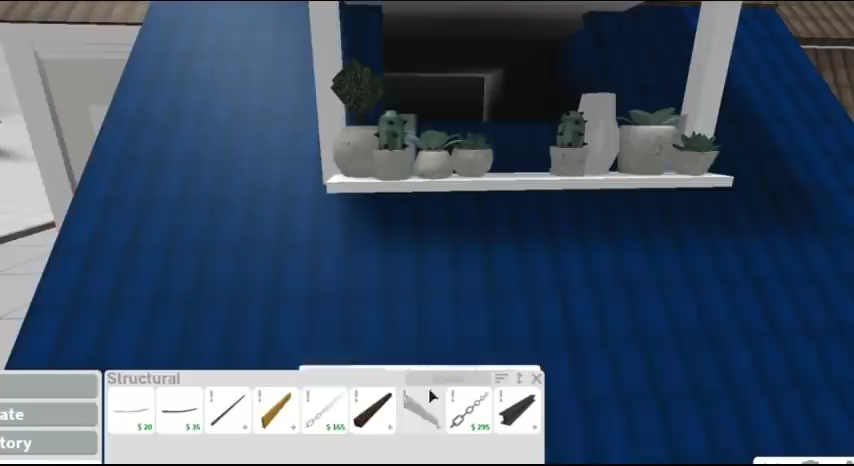 Structural
ate
tory
$ 20
$ 35
$ 165
$ 295